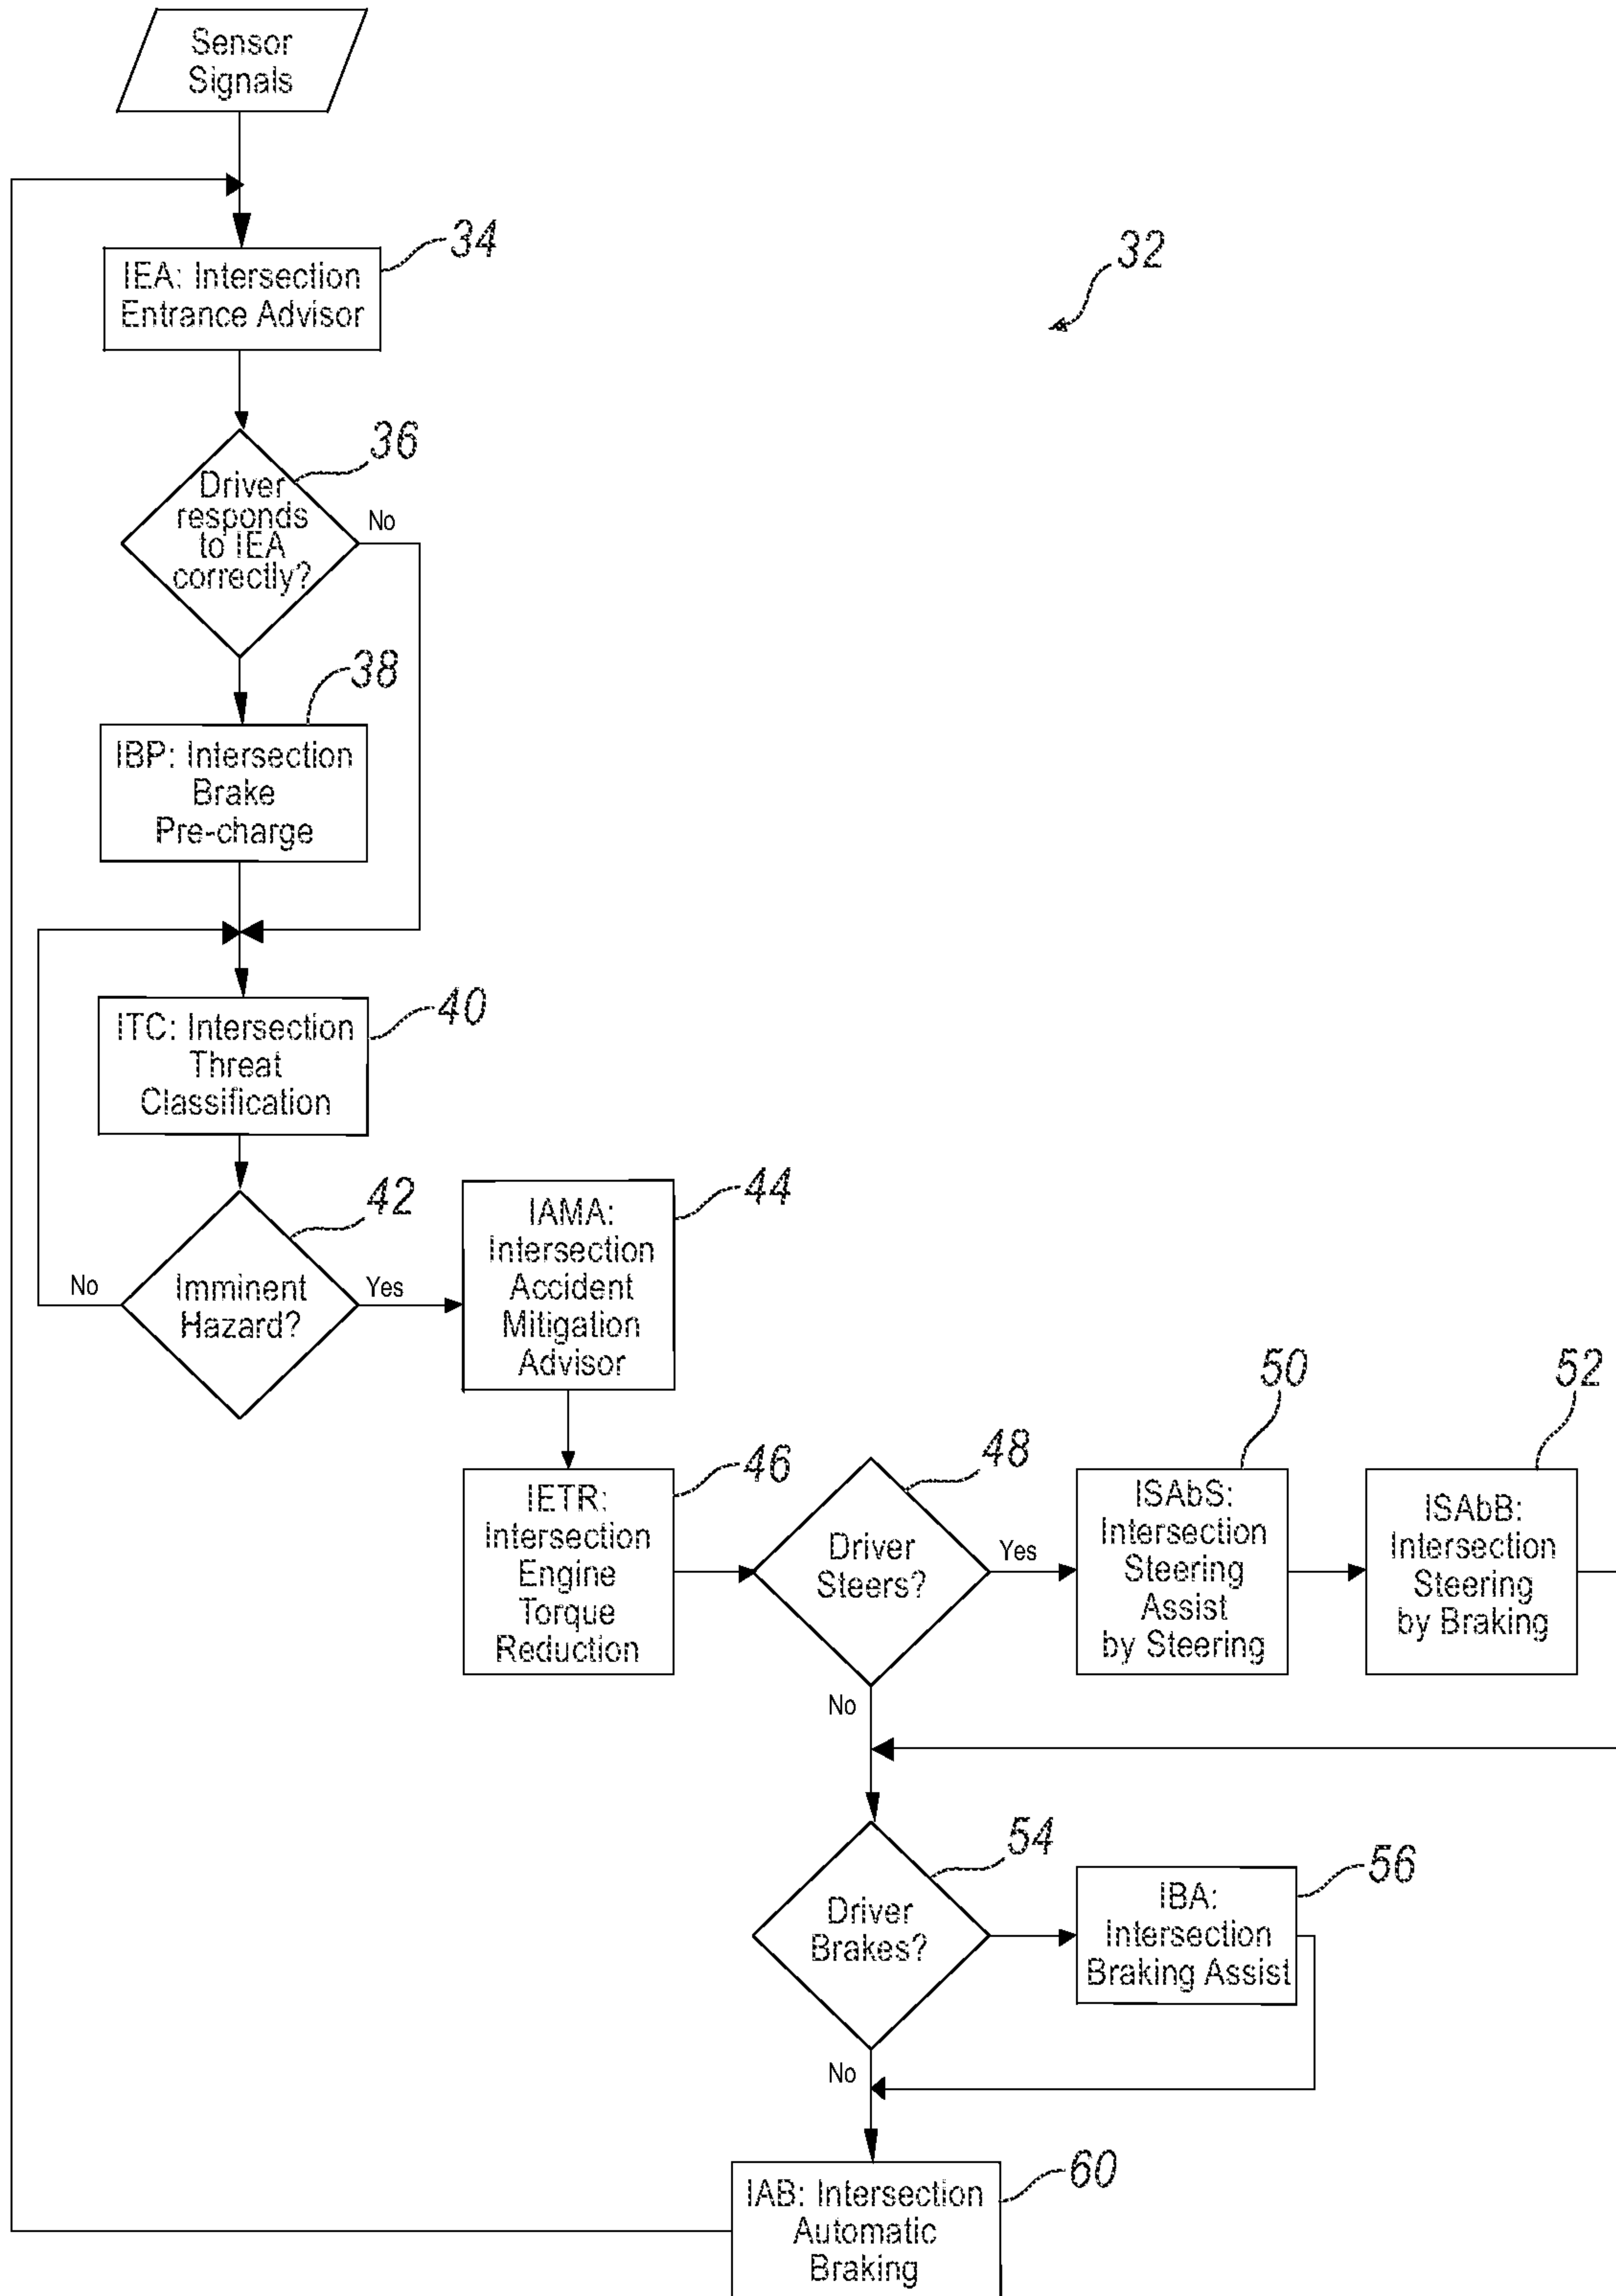 Sensor
Signals
34
IEA: Intersection
Entrance Advisor
32
36
Driver
responds
to IEA
correctly?
No
38
IBP: Intersection
Brake
Pre-charge
40
ITC: Intersection
Threat
Classification
42
Imminent
Hazard?
No
Yes
44
IAMA:
Intersection
Accident
Mitigation
Advisor
46
IETR:
Intersection
Engine
Torque
Reduction
48
Driver
Steers?
Yes
No
50
ISAbS:
Intersection
Steering
Assist
by Steering
52
ISAbB:
Intersection
Steering
by Braking
54
Driver
Brakes?
No
56
IBA:
Intersection
Braking Assist
60
IAB: Intersection
Automatic
Braking